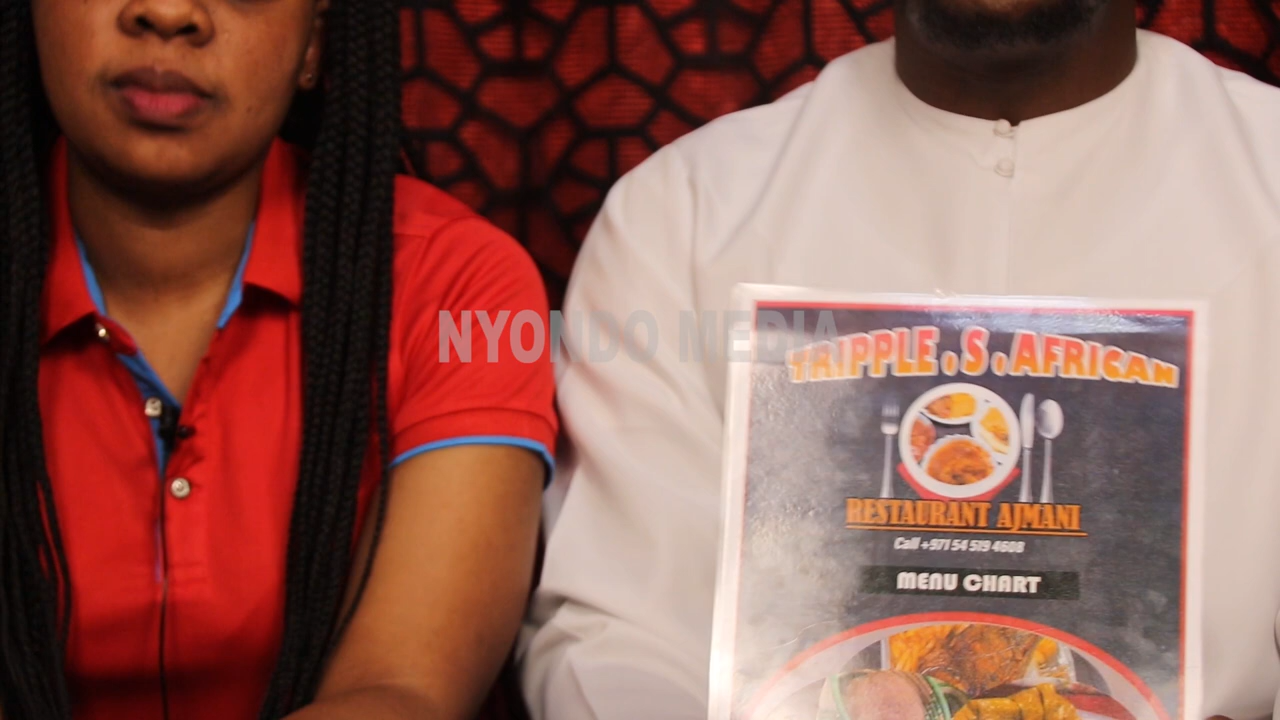 NYONDO MEDIA
TRIPPLE.S.AFRICAN
RESTAURANT AJMANI
Call +971 54 519 4608
MENU CHART